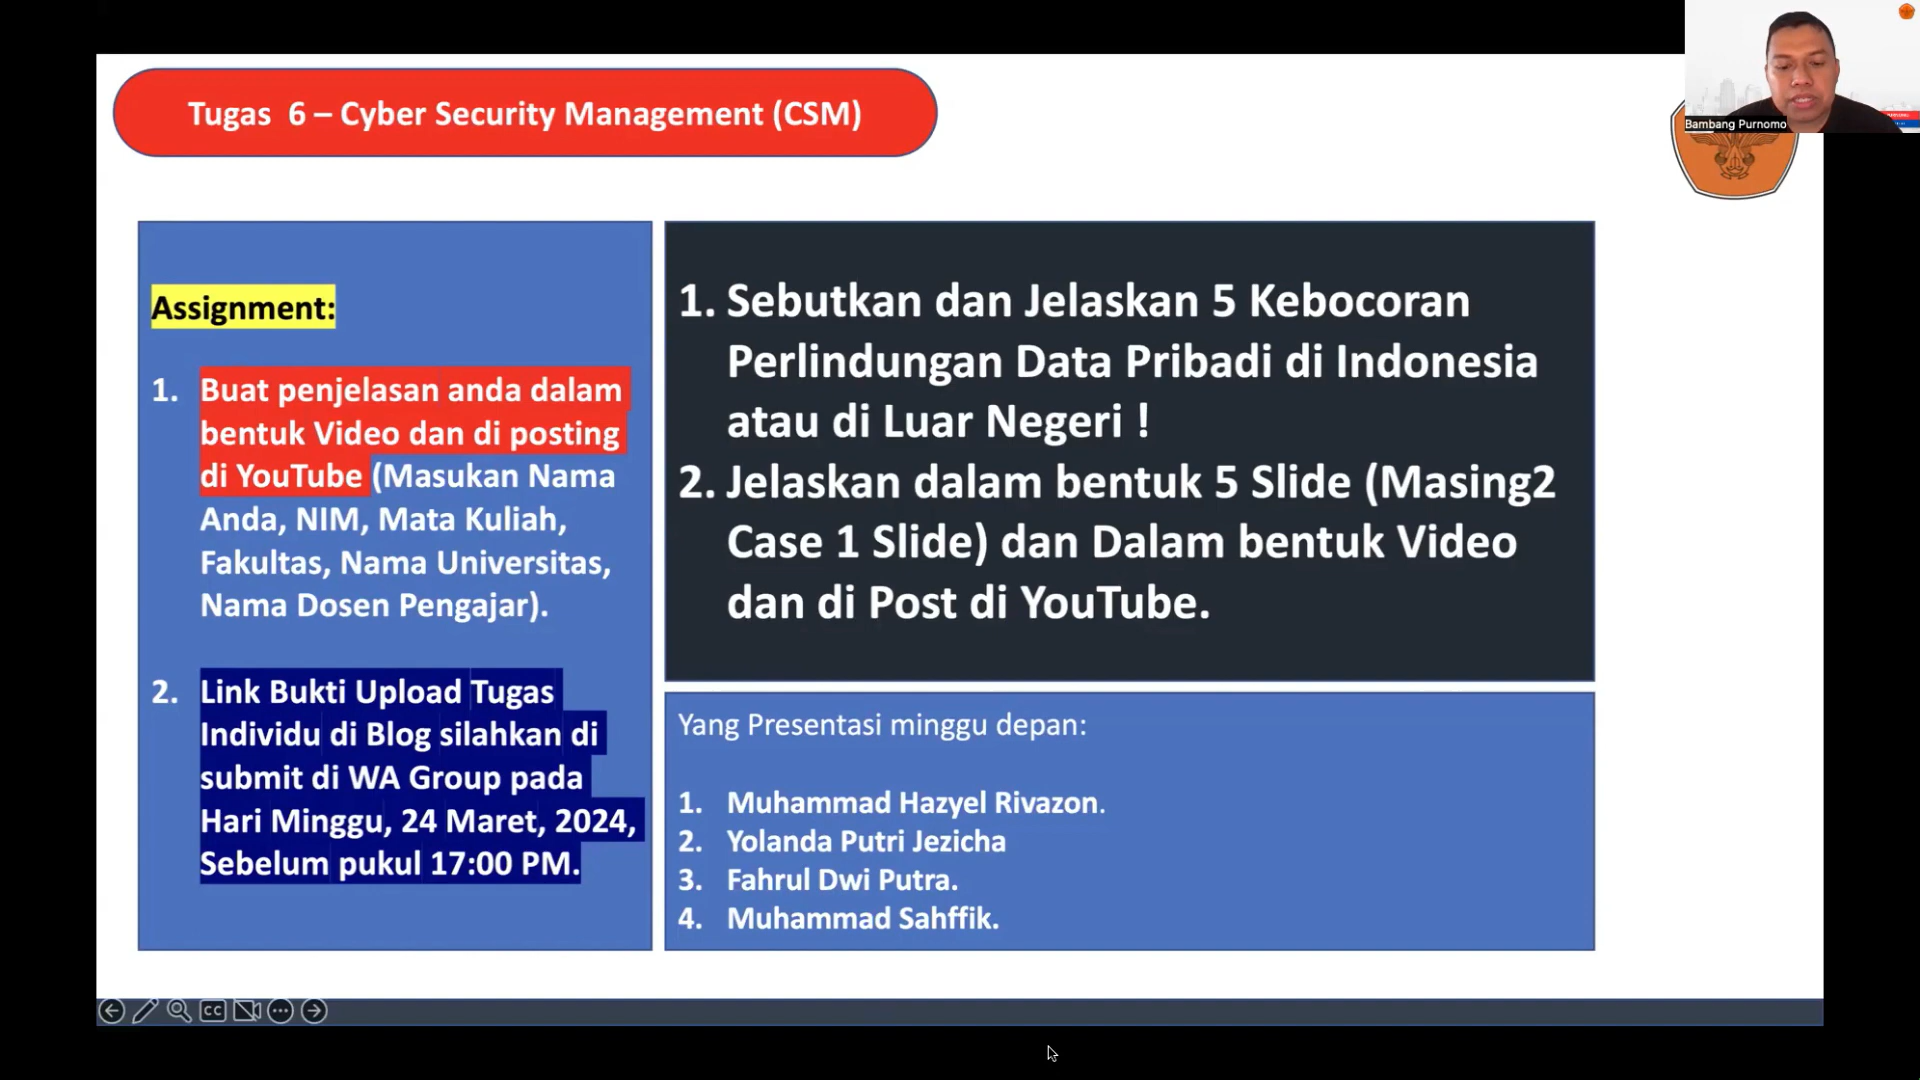 Tugas 6 – Cyber Security Management (CSM)
Bambang Purnomo
Assignment:
1. Buat penjelasan anda dalam
bentuk Video dan di posting
di YouTube (Masukan Nama
Anda, NIM, Mata Kuliah,
Fakultas, Nama Universitas,
Nama Dosen Pengajar).
2. Link Bukti Upload Tugas
Individu di Blog silahkan di
submit di WA Group pada
Hari Minggu, 24 Maret, 2024,
Sebelum pukul 17:00 PM.
1. Sebutkan dan Jelaskan 5 Kebocoran
Perlindungan Data Pribadi di Indonesia
atau di Luar Negeri !
2. Jelaskan dalam bentuk 5 Slide (Masing2
Case 1 Slide) dan Dalam bentuk Video
dan di Post di YouTube.
Yang Presentasi minggu depan:
1. Muhammad Hazyel Rivazon.
2. Yolanda Putri Jezicha
3. Fahrul Dwi Putra.
4. Muhammad Sahffik.
CC